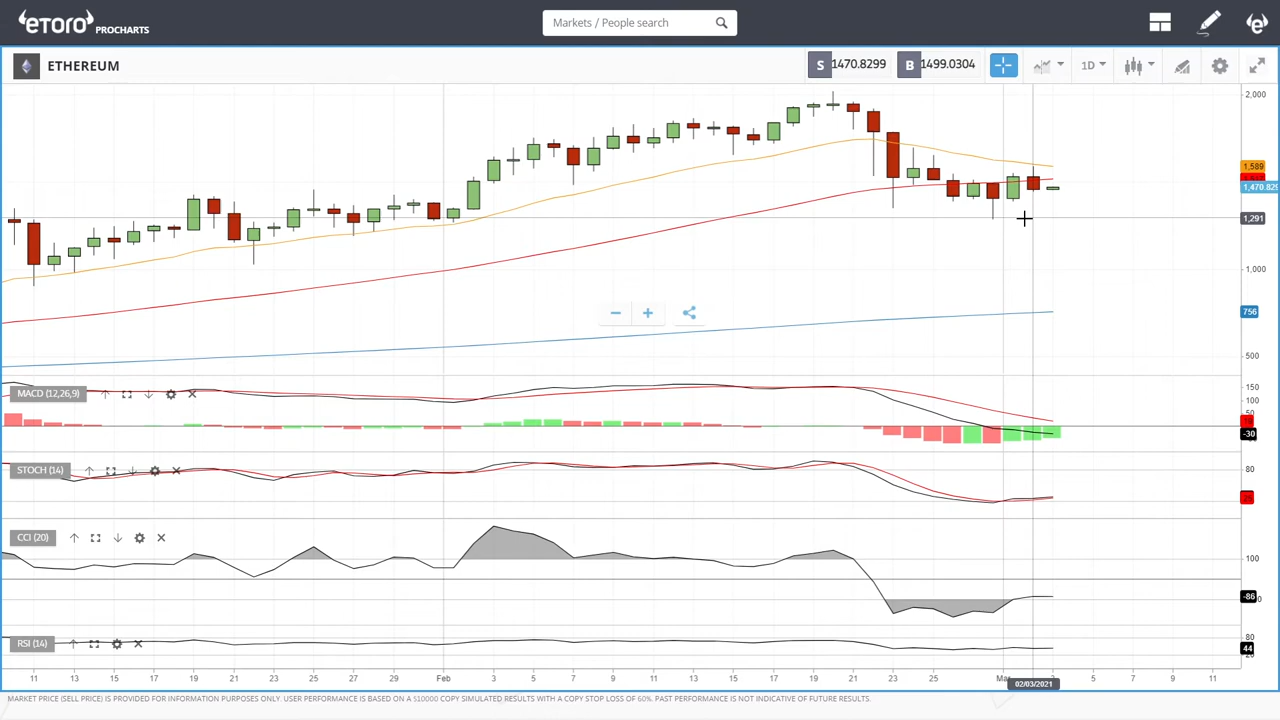 eTORO PROCHARTS
Markets / People search
ETHEREUM
S 1470.8299
B 1499.0304
1D
2,000
1,589
1,470.829
1,291
1,000
756
500
MACD (12,26,9)
150
100
50
-30
STOCH (14)
80
CCI (20)
100
-86
RSI (14)
80
44
11 13 15 17 19 21 23 25 27 29 Feb 3 5 7 9 11 13 15 17 19 21 23 25 Mar 3 5 7 9 11
02/03/2021
MARKET PRICE (SELL PRICE) IS PROVIDED FOR INFORMATION PURPOSES ONLY. USER PERFORMANCE IS BASED ON A $10000 COPY SIMULATED RESULTS WITH A COPY STOP LOSS OF 60%. PAST PERFORMANCE IS NOT INDICATIVE OF FUTURE RESULTS.